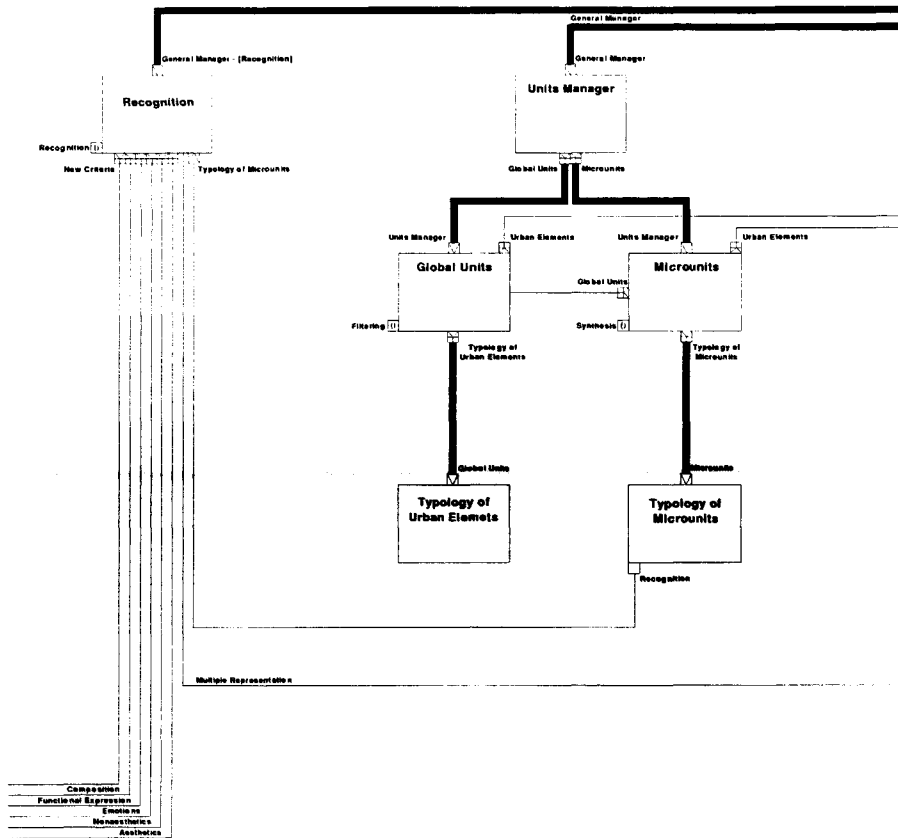 General Manager
General Manager - [Recognition]
General Manager
Recognition
Units Manager
Recognition
()
New Criteria
Typology of Microunits
Global Units
Microunits
Units Manager
Urban Elements
Units Manager
Urban Elements
Global Units
Microunits
Global Units
Filtering
()
Synthesis
()
Typology of
Urban Elements
Typology of
Microunits
Global Units
Microunits
Typology of
Urban Elemets
Typology of
Microunits
Recognition
Multiple Representation
Composition
Functional Expression
Emotions
Nonaesthetics
Aesthetics